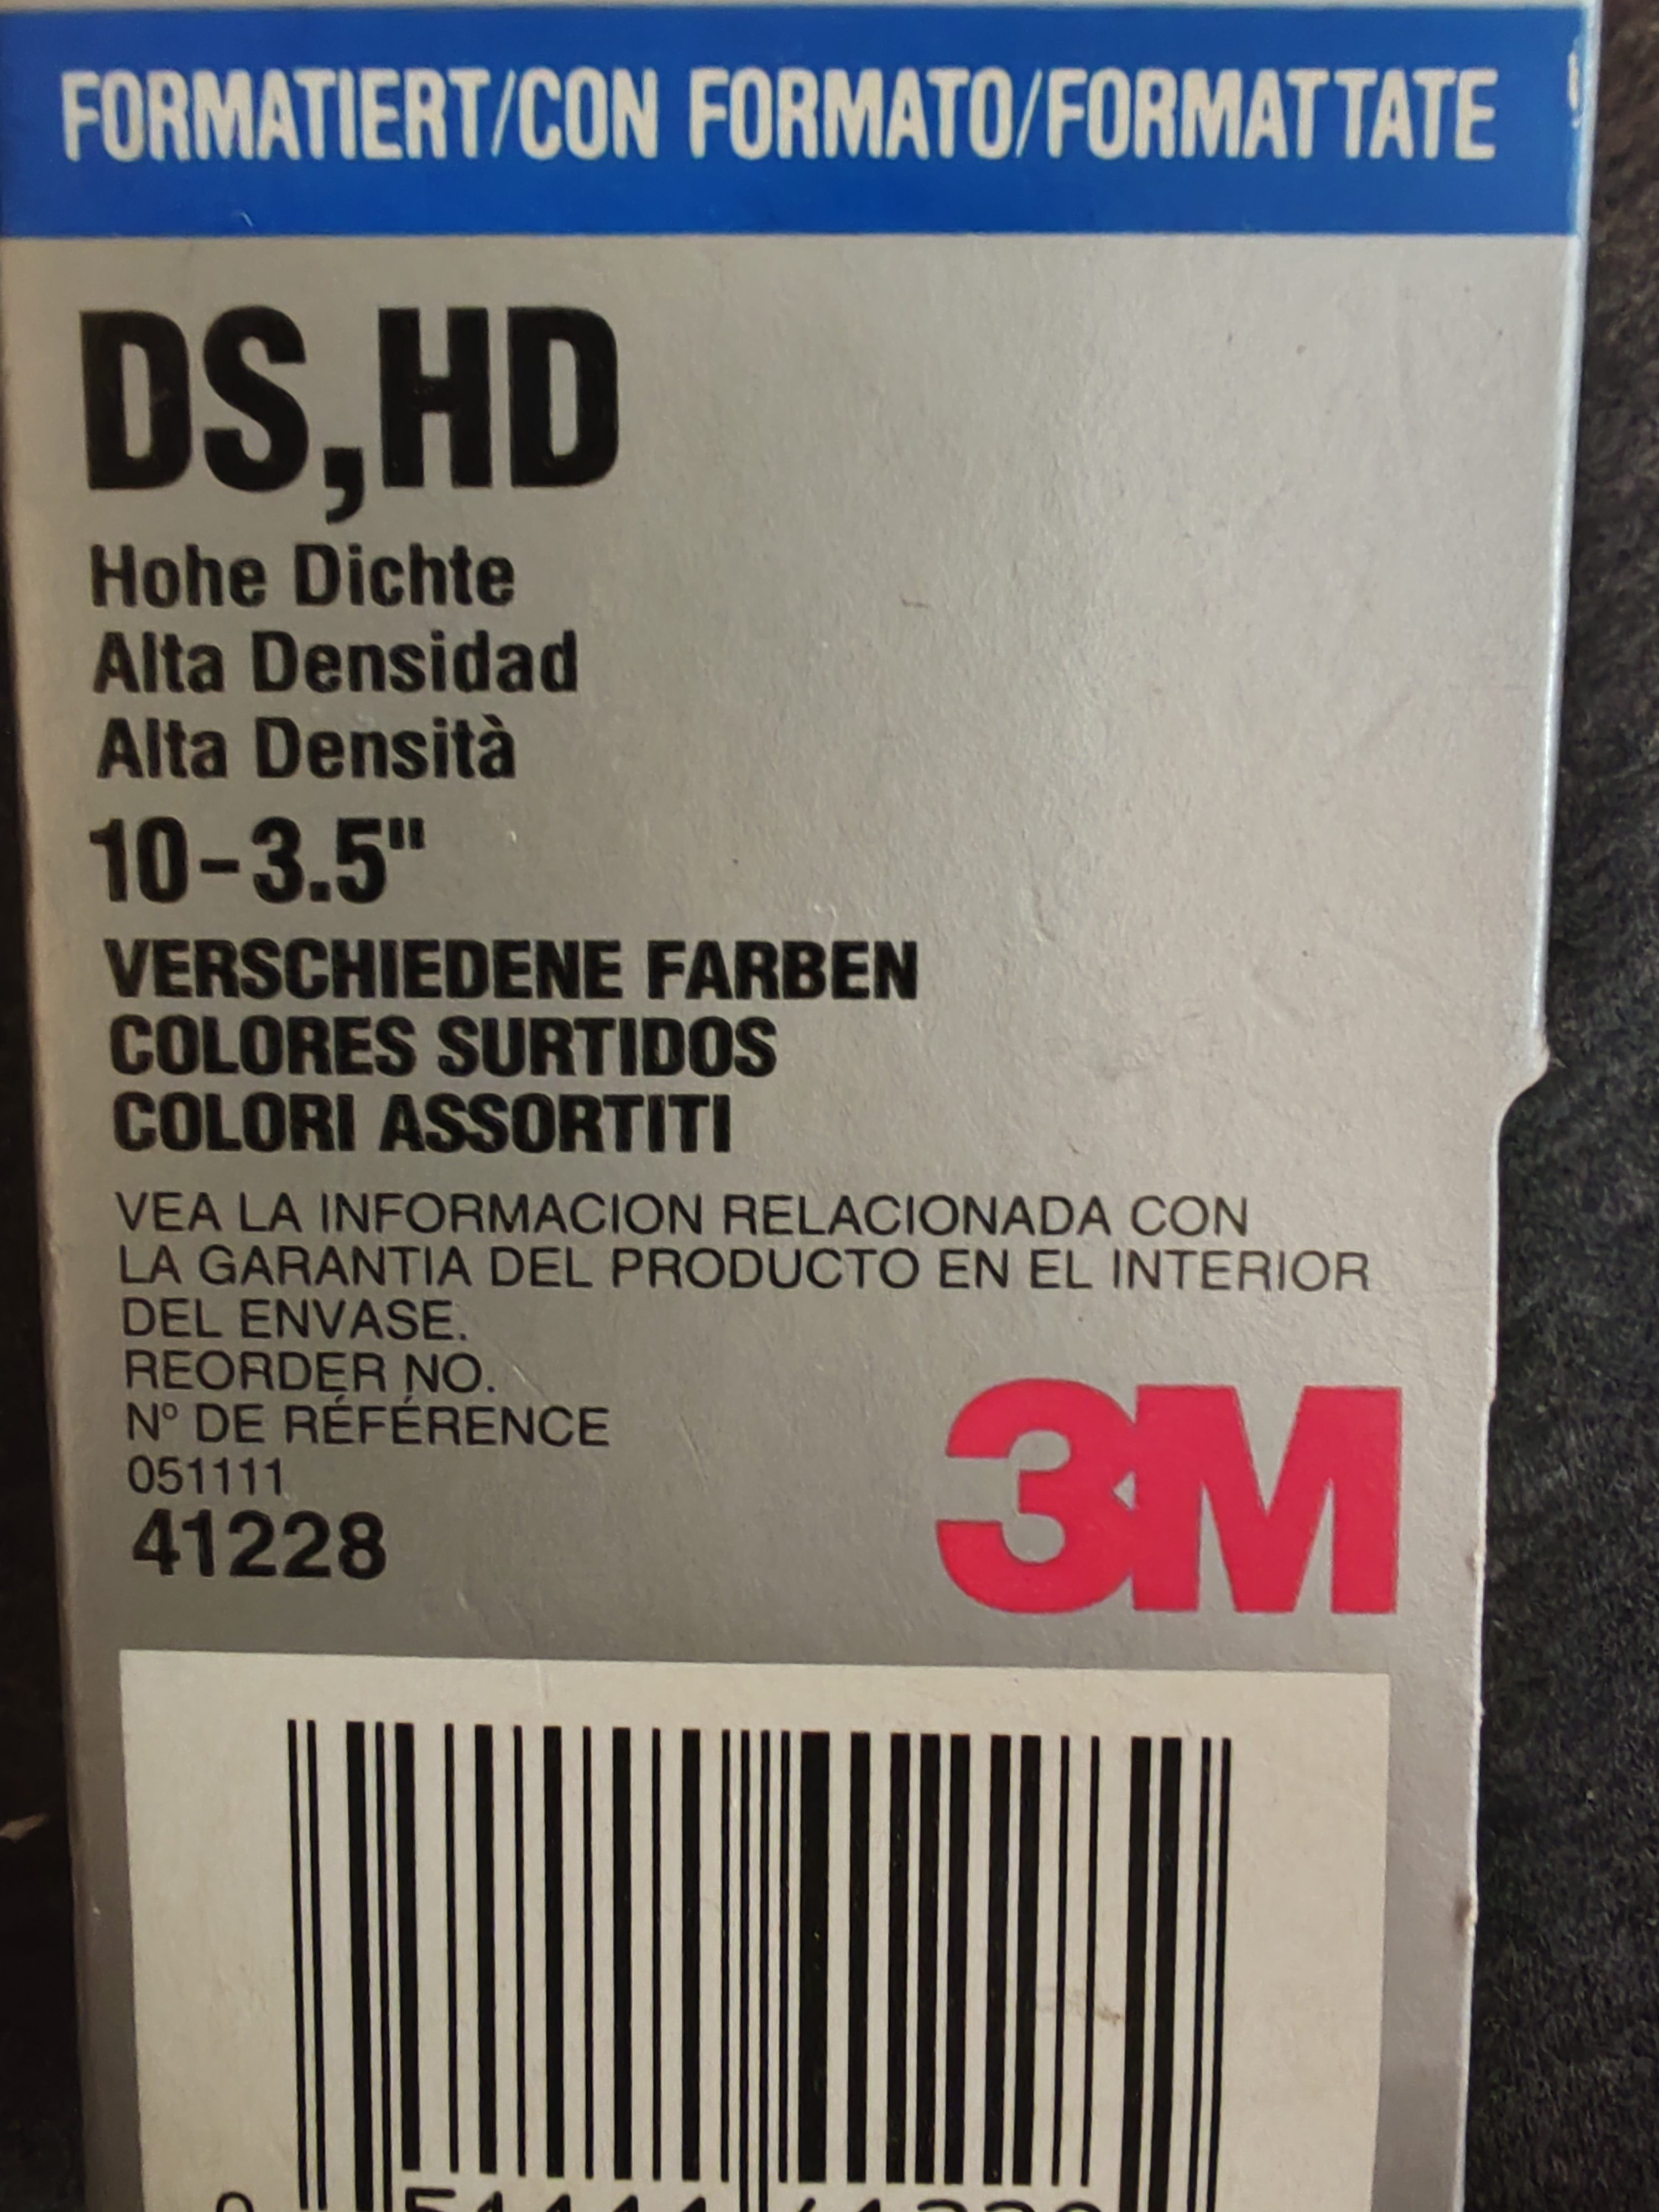 FORMATIERT/CON FORMATO/FORMATTATE
DS,HD
Hohe Dichte
Alta Densidad
Alta Densità
10-3.5"
VERSCHIEDENE FARBEN
COLORES SURTIDOS
COLORI ASSORTITI
VEA LA INFORMACION RELACIONADA CON
LA GARANTIA DEL PRODUCTO EN EL INTERIOR
DEL ENVASE.
REORDER NO.
Nº DE RÉFÉRENCE
051111
41228
3M